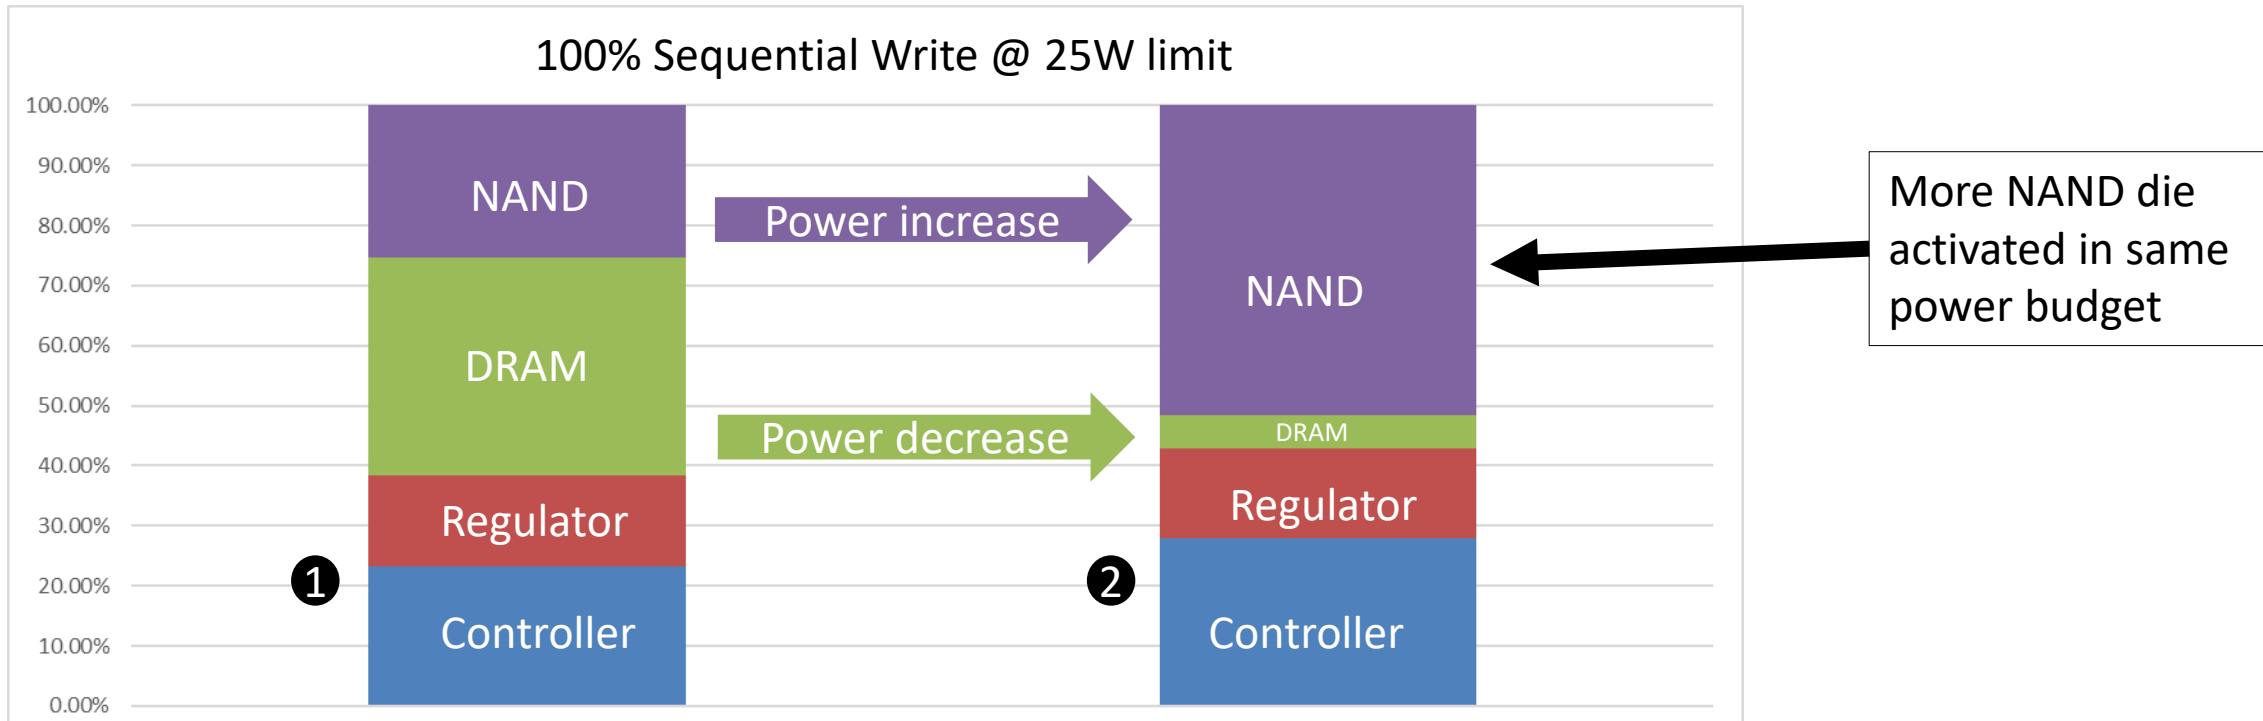 100% Sequential Write @ 25W limit
100.00%
90.00%
80.00%
70.00%
60.00%
50.00%
40.00%
30.00%
20.00%
10.00%
0.00%
1
NAND
DRAM
Regulator
Controller
Power increase
Power decrease
2
NAND
DRAM
Regulator
Controller
More NAND die
activated in same
power budget